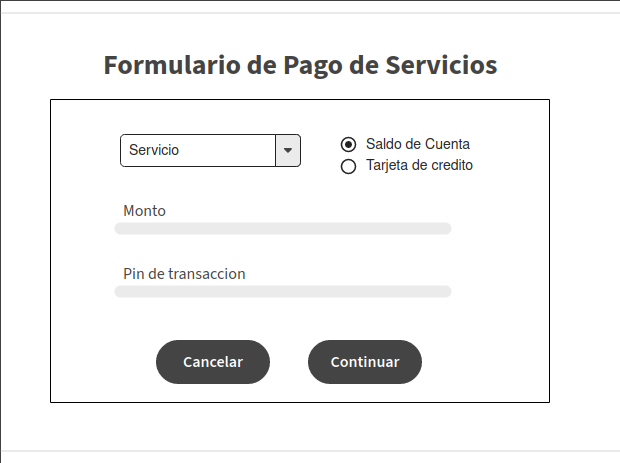 Formulario de Pago de Servicios
Servicio
Saldo de Cuenta
Tarjeta de credito
Monto
Pin de transaccion
Cancelar
Continuar